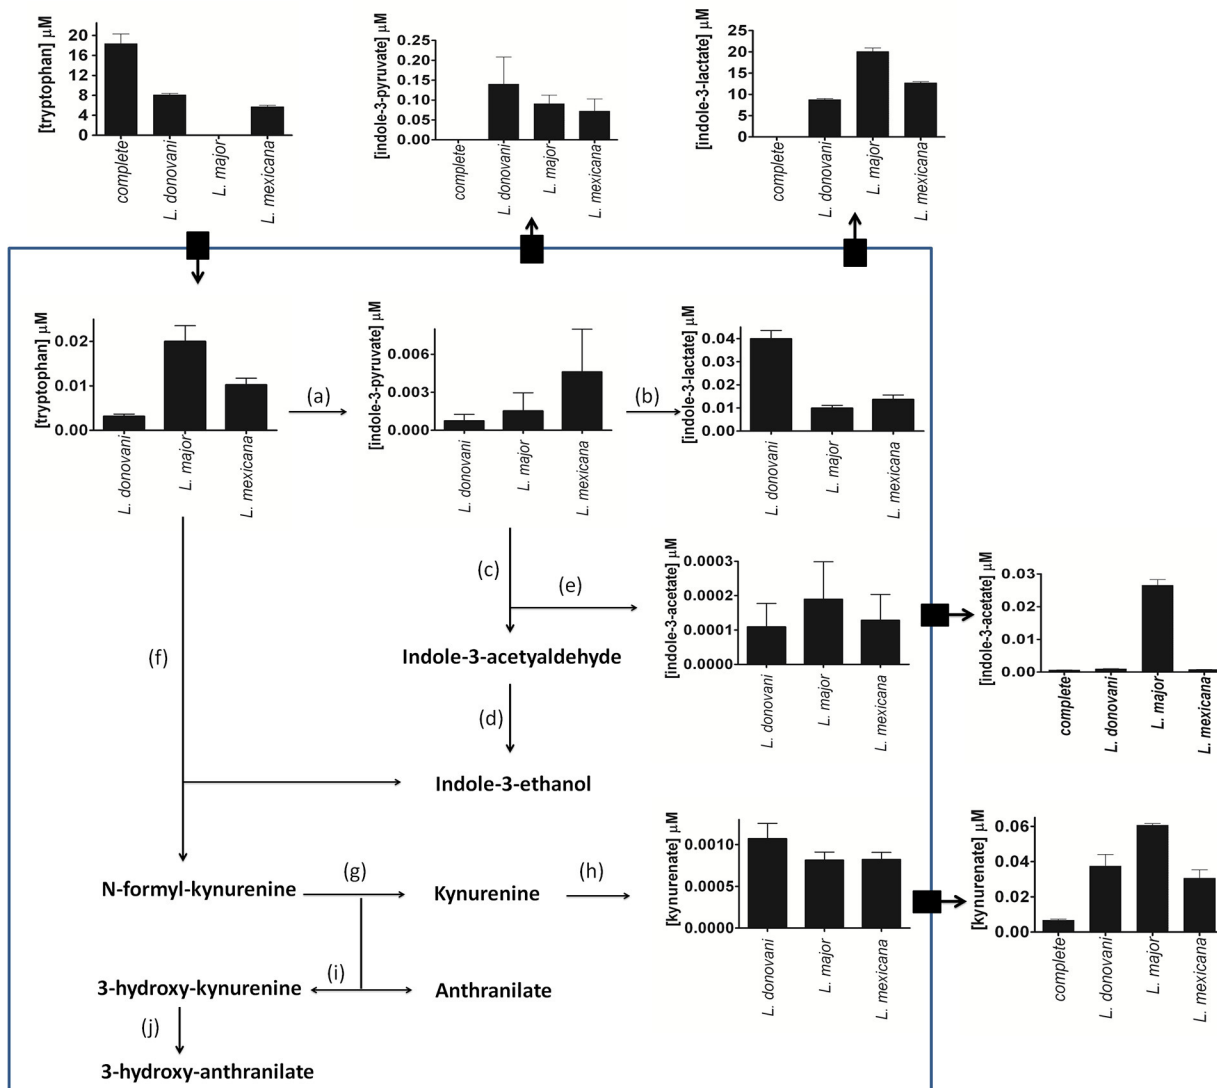 [tryptophan] µM
20
16
12
8
4
0
complete
L. donovani
L. major
L. mexicana
[indole-3-pyruvate] µM
0.25
0.20
0.15
0.10
0.05
0.00
complete
L. donovani
L. major
L. mexicana
[indole-3-lactate] µM
25
20
15
10
5
0
complete
L. donovani
L. major
L. mexicana
[tryptophan] µM
0.02
0.01
0.00
L. donovani
L. major
L. mexicana
(a)
[indole-3-pyruvate] µM
0.006
0.003
0.000
L. donovani
L. major
L. mexicana
(b)
[indole-3-lactate] µM
0.04
0.03
0.02
0.01
0.00
L. donovani
L. major
L. mexicana
(c)
(e)
[indole-3-acetate] µM
0.0003
0.0002
0.0001
0.0000
L. donovani
L. major
L. mexicana
[indole-3-acetate] µM
0.03
0.02
0.01
0.00
complete
L. donovani
L. major
L. mexicana
(f)
Indole-3-acetyaldehyde
(d)
Indole-3-ethanol
N-formyl-kynurenine
(g)
Kynurenine
(h)
[kynurenate] µM
0.0010
0.0005
0.0000
L. donovani
L. major
L. mexicana
[kynurenate] µM
0.06
0.04
0.02
0.00
complete
L. donovani
L. major
L. mexicana
3-hydroxy-kynurenine
(i)
Anthranilate
(j)
3-hydroxy-anthranilate